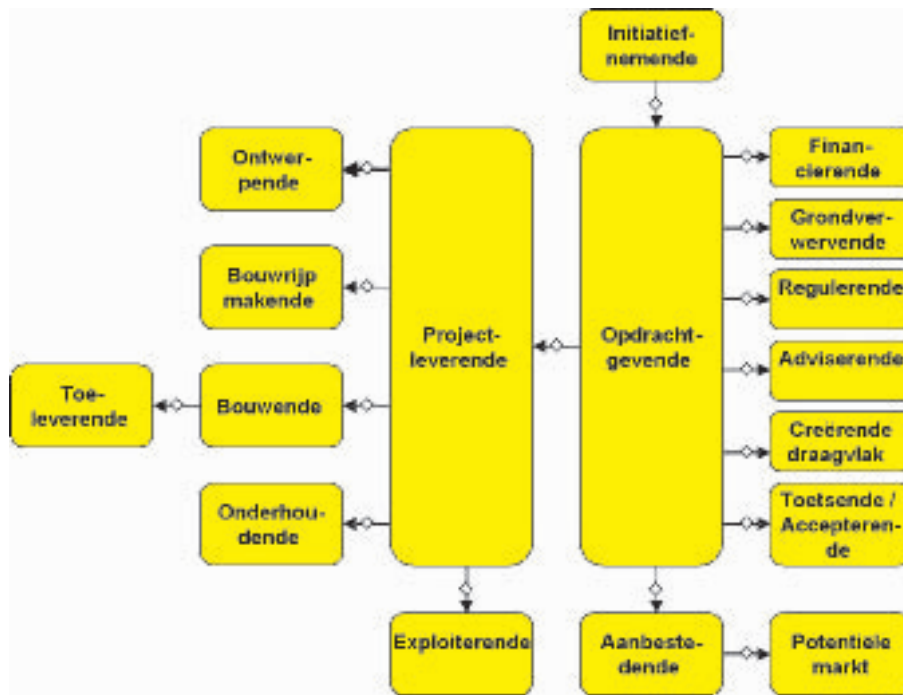 Initiatief-
nemende
Ontwer-
pende
Finan-
cierende
Grondver-
wervende
Bouwrijp
makende
Regulerende
Project-
leverende
Opdracht-
gevende
Adviserende
Toe-
leverende
Bouwende
Creërende
draagvlak
Onderhou-
dende
Toetsende /
Accepteren-
de
Exploiterende
Aanbeste-
dende
Potentiële
markt